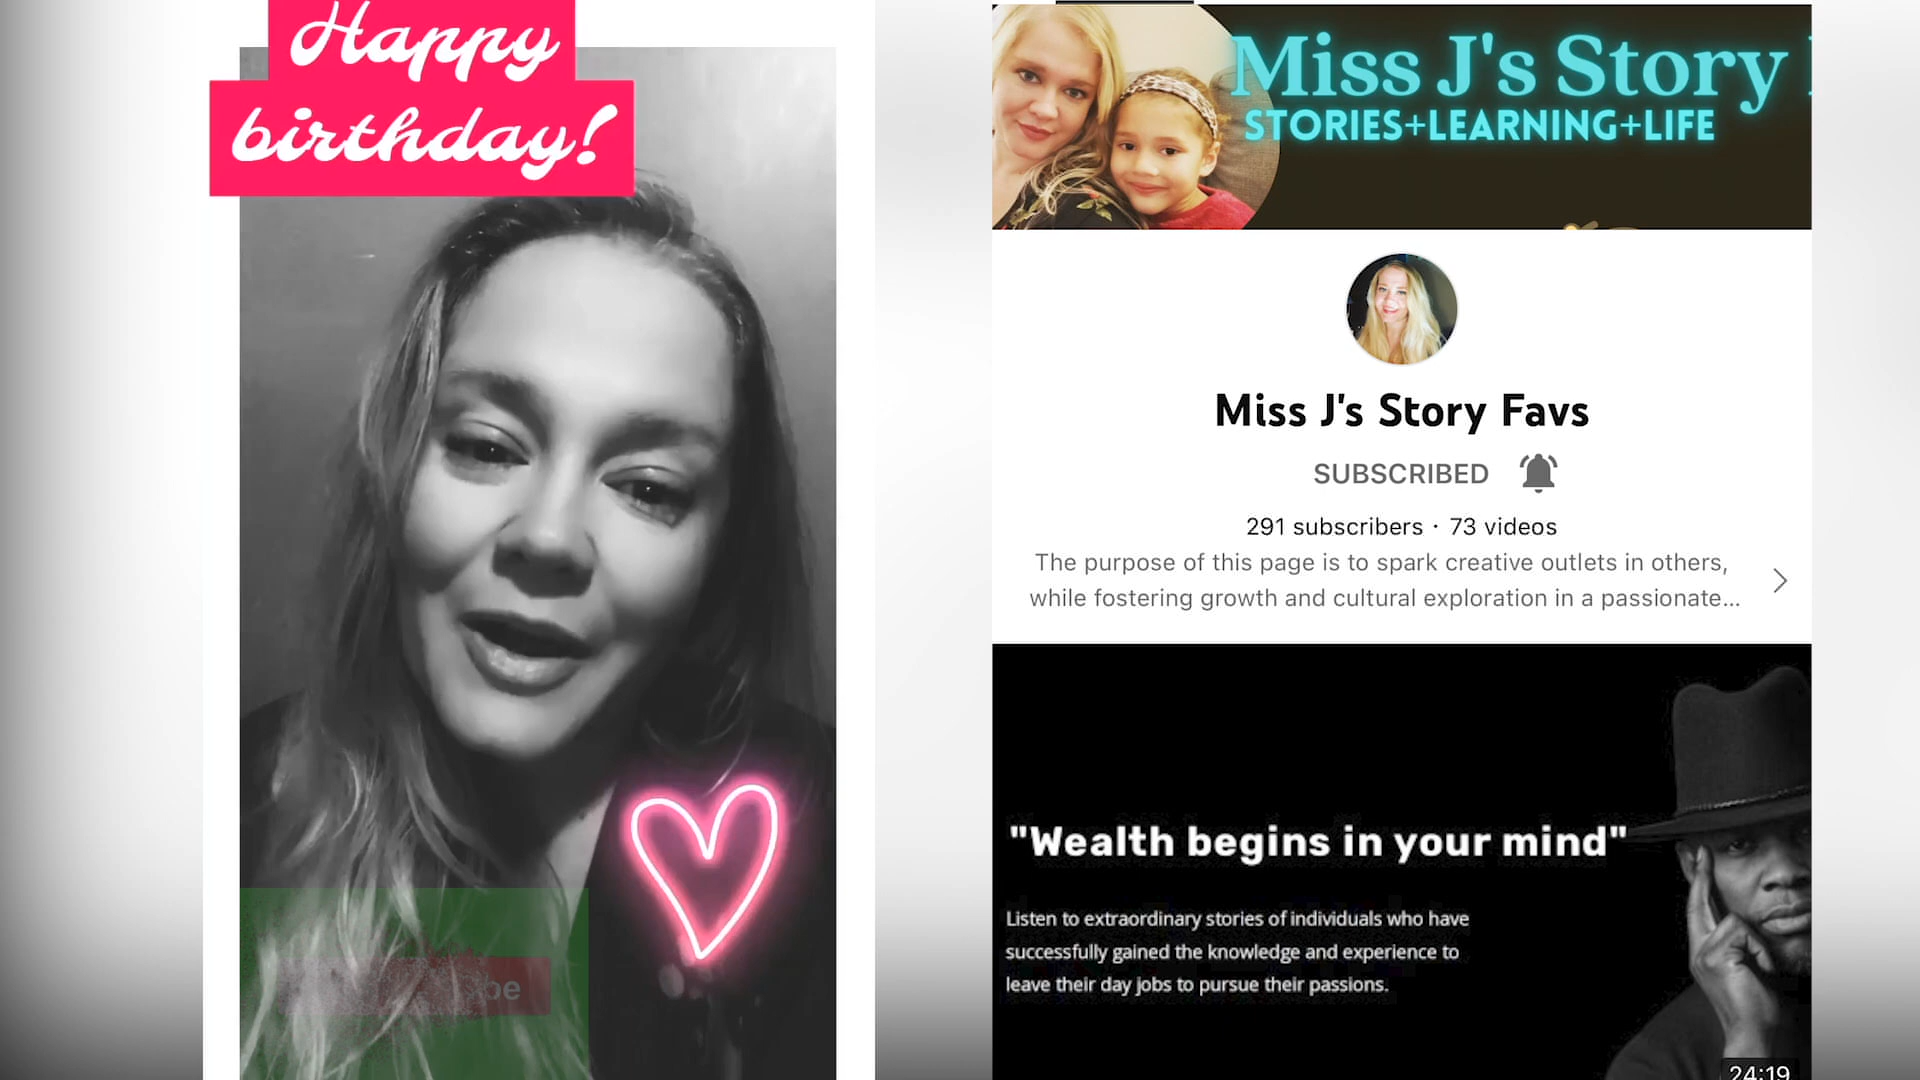 Happy
birthday!
Miss J's Story
STORIES+LEARNING+LIFE
Miss J's Story Favs
SUBSCRIBED
291 subscribers · 73 videos
The purpose of this page is to spark creative outlets in others,
while fostering growth and cultural exploration in a passionate...
"Wealth begins in your mind"
Listen to extraordinary stories of individuals who have
successfully gained the knowledge and experience to
leave their day jobs to pursue their passions.
24:19